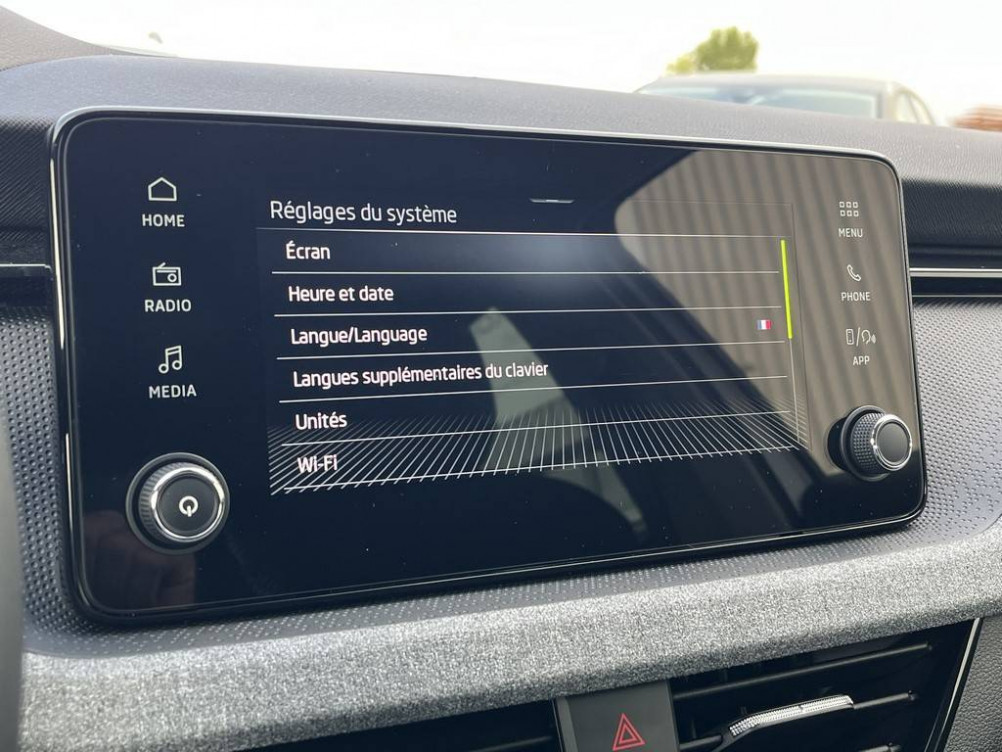 HOME
RADIO
MEDIA
Réglages du système
Écran
Heure et date
Langue/Language
Langues supplémentaires du clavier
Unités
Wi-Fi
MENU
PHONE
APP